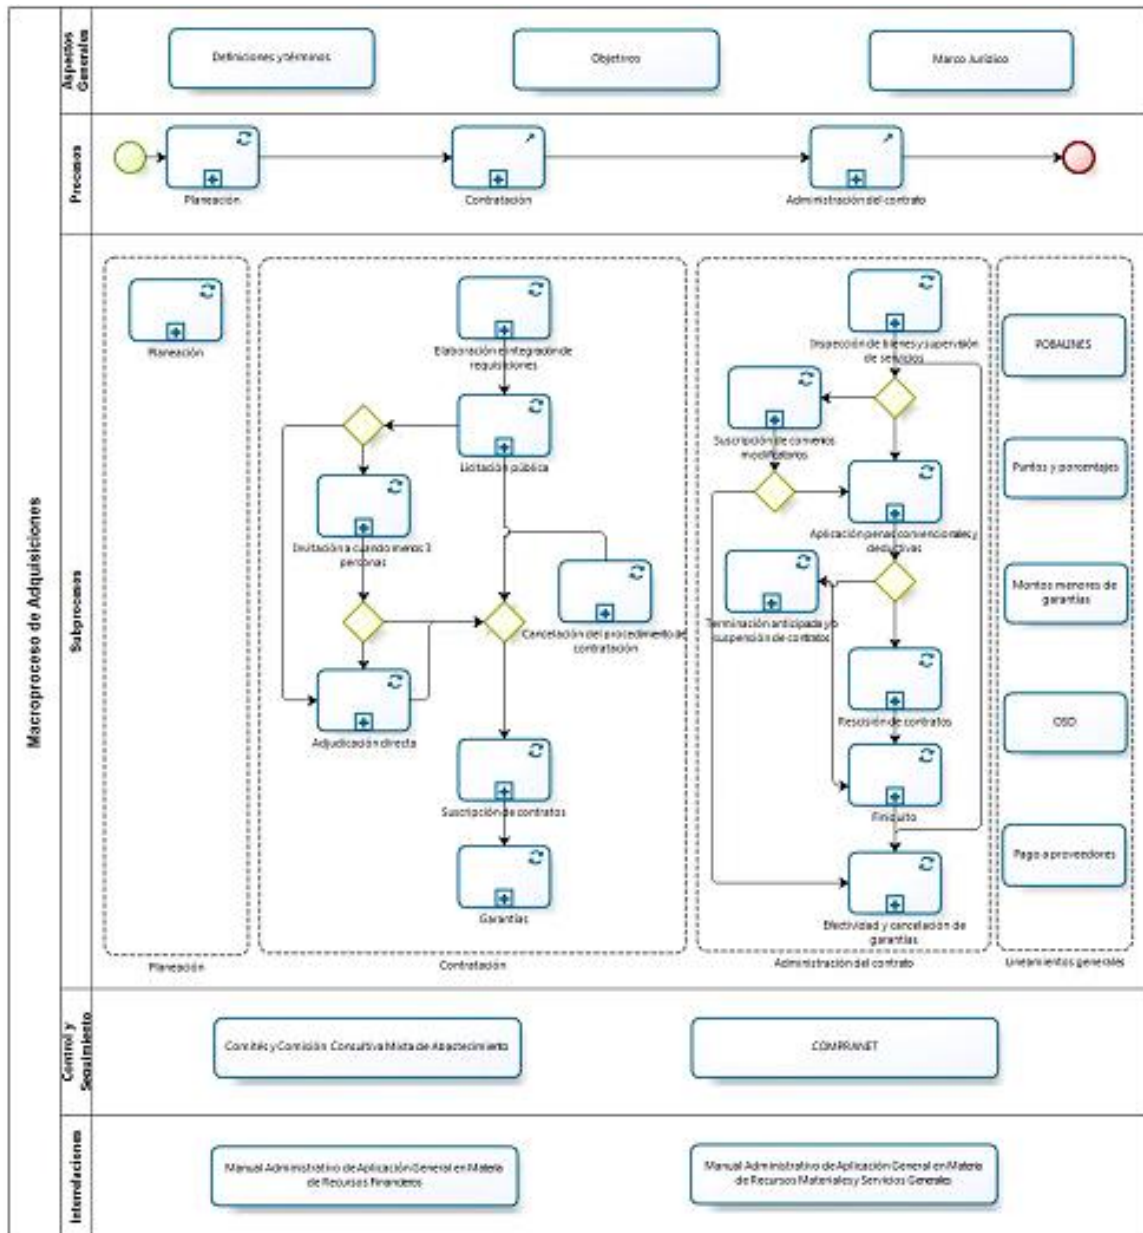 Macroproceso de Adquisiciones
Aspectos
Generales
Definiciones y términos
Objetivos
Marco Jurídico
Procesos
Planeación
Contratación
Administración del contrato
Subprocesos
Planeación
Elaboración e integración de
requisiciones
Licitación pública
Invitación a cuando menos 3
personas
Cancelación del procedimiento de
contratación
Adjudicación directa
Suscripción de contratos
Garantías
Inspección de bienes y supervisión
de servicios
Suscripción de convenios
modificatorios
Aplicación penas convencionales y
deductivas
Terminación anticipada y/o
suspensión de contratos
Rescisión de contratos
Finiquito
Efectividad y cancelación de
garantías
POBALINES
Puntos y porcentajes
Montos menores de
garantías
OSD
Pago a proveedores
Planeación
Contratación
Administración del contrato
Lineamientos generales
Control y
Seguimiento
Comités y Comisión Consultiva Mixta de Abastecimiento
COMPRANET
Interrelaciones
Manual Administrativo de Aplicación General en Materia
de Recursos Financieros
Manual Administrativo de Aplicación General en Materia
de Recursos Materiales y Servicios Generales